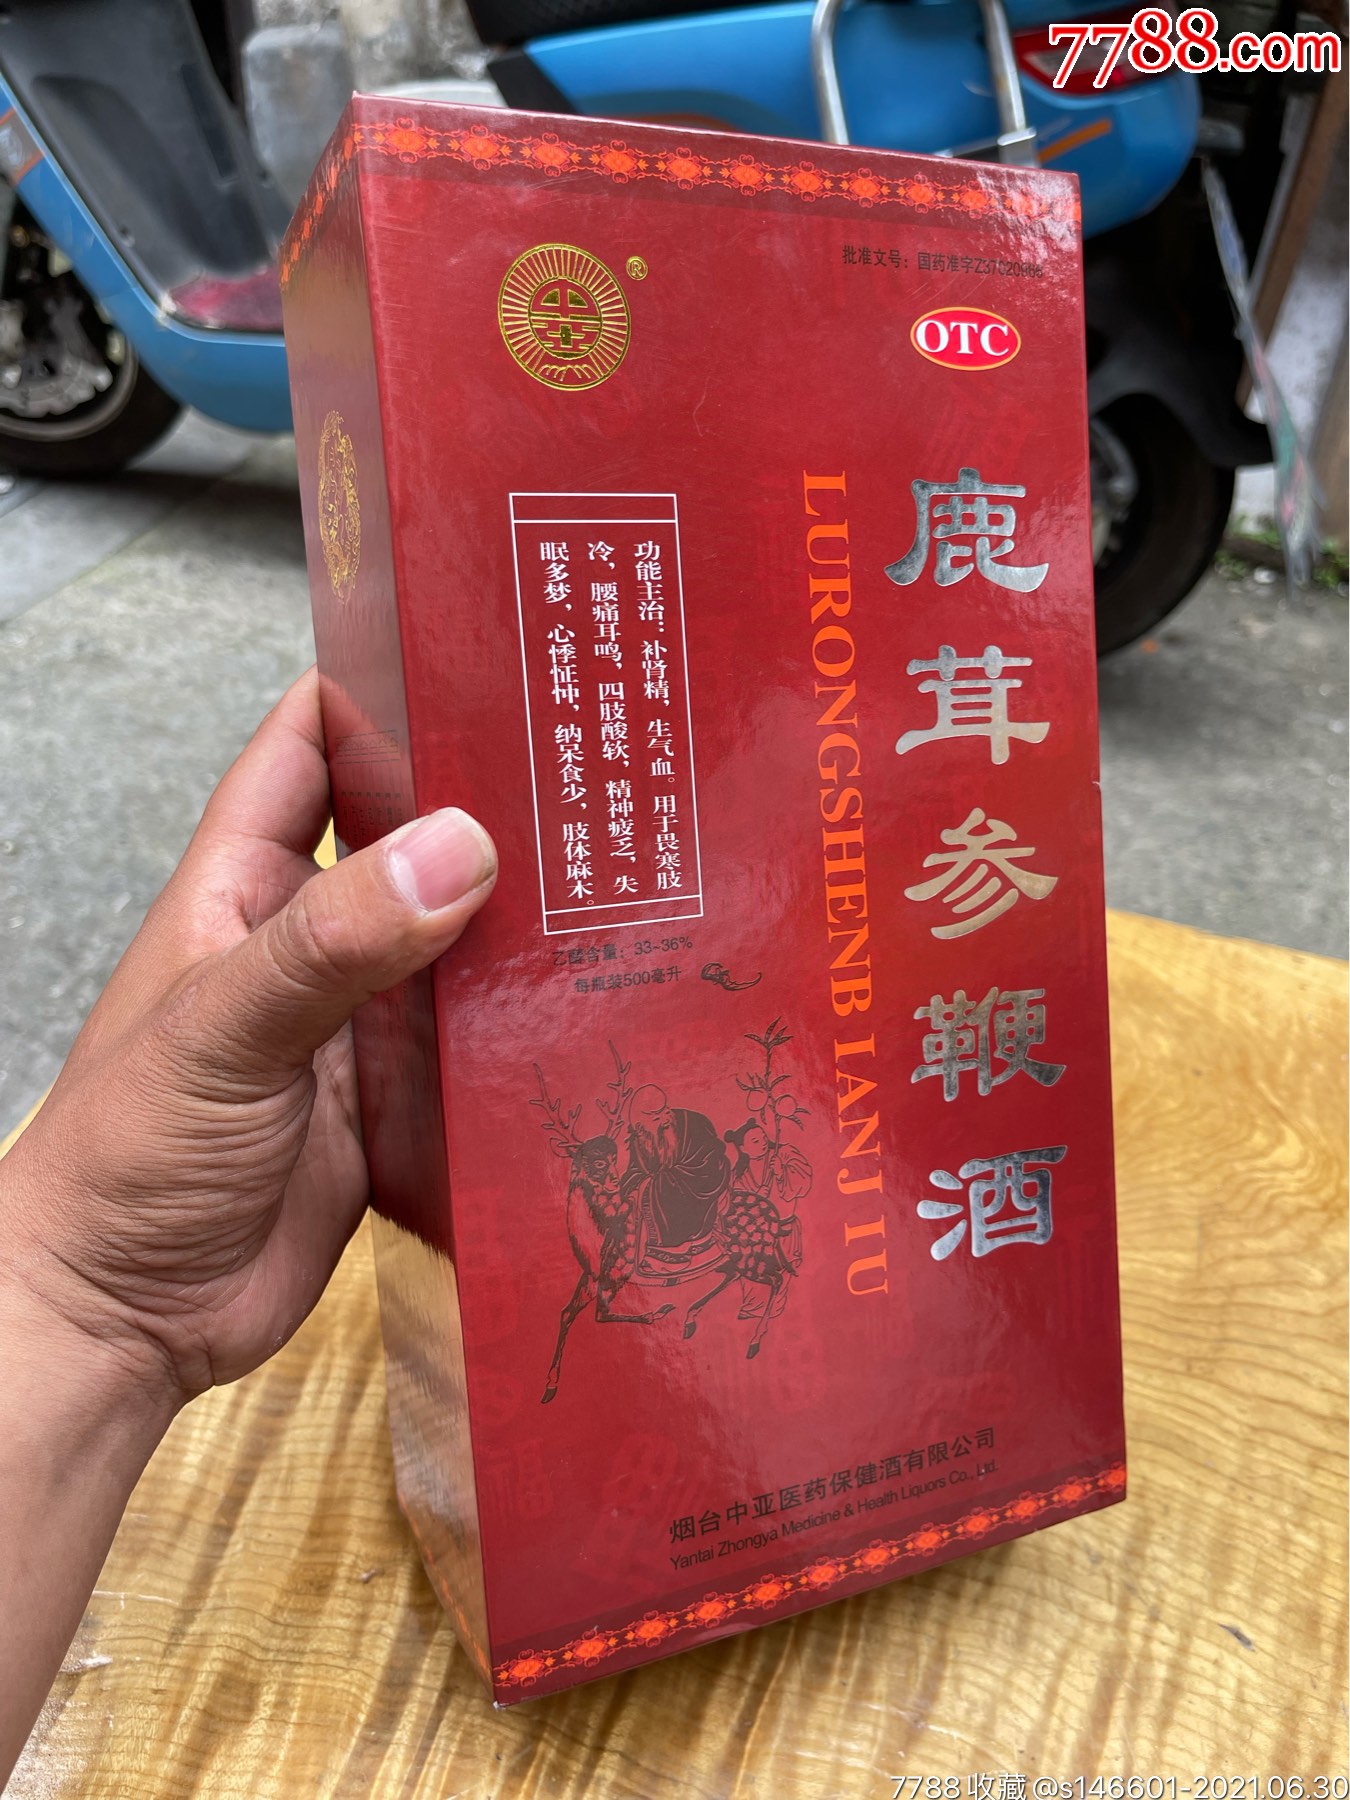 7788.com
批准文号：国药准字Z37020966
OTC
鹿茸参鞭酒
LURONGSHENB IANJ IU
功能主治：补肾精，生气血。用于畏寒肢
冷，腰痛耳鸣，四肢酸软，精神疲乏，失
眠多梦，心悸怔忡，纳呆食少，肢体麻木。
乙醇含量：33-36%
每瓶装500毫升
烟台中亚医药保健酒有限公司
Yantai Zhongya Medicine & Health Liquors Co., Ltd.
7788收藏@s146601-2021.06.30